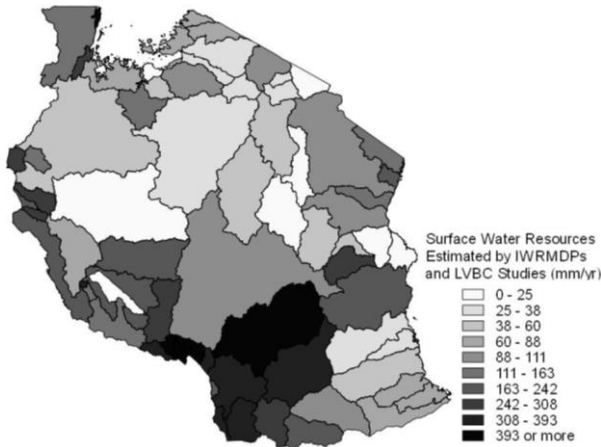 Surface Water Resources
Estimated by IWRMDPs
and LVBC Studies (mm/yr)
0 - 25
25 - 38
38 - 60
60 - 88
88 - 111
111 - 163
163 - 242
242 - 308
308 - 393
393 or more